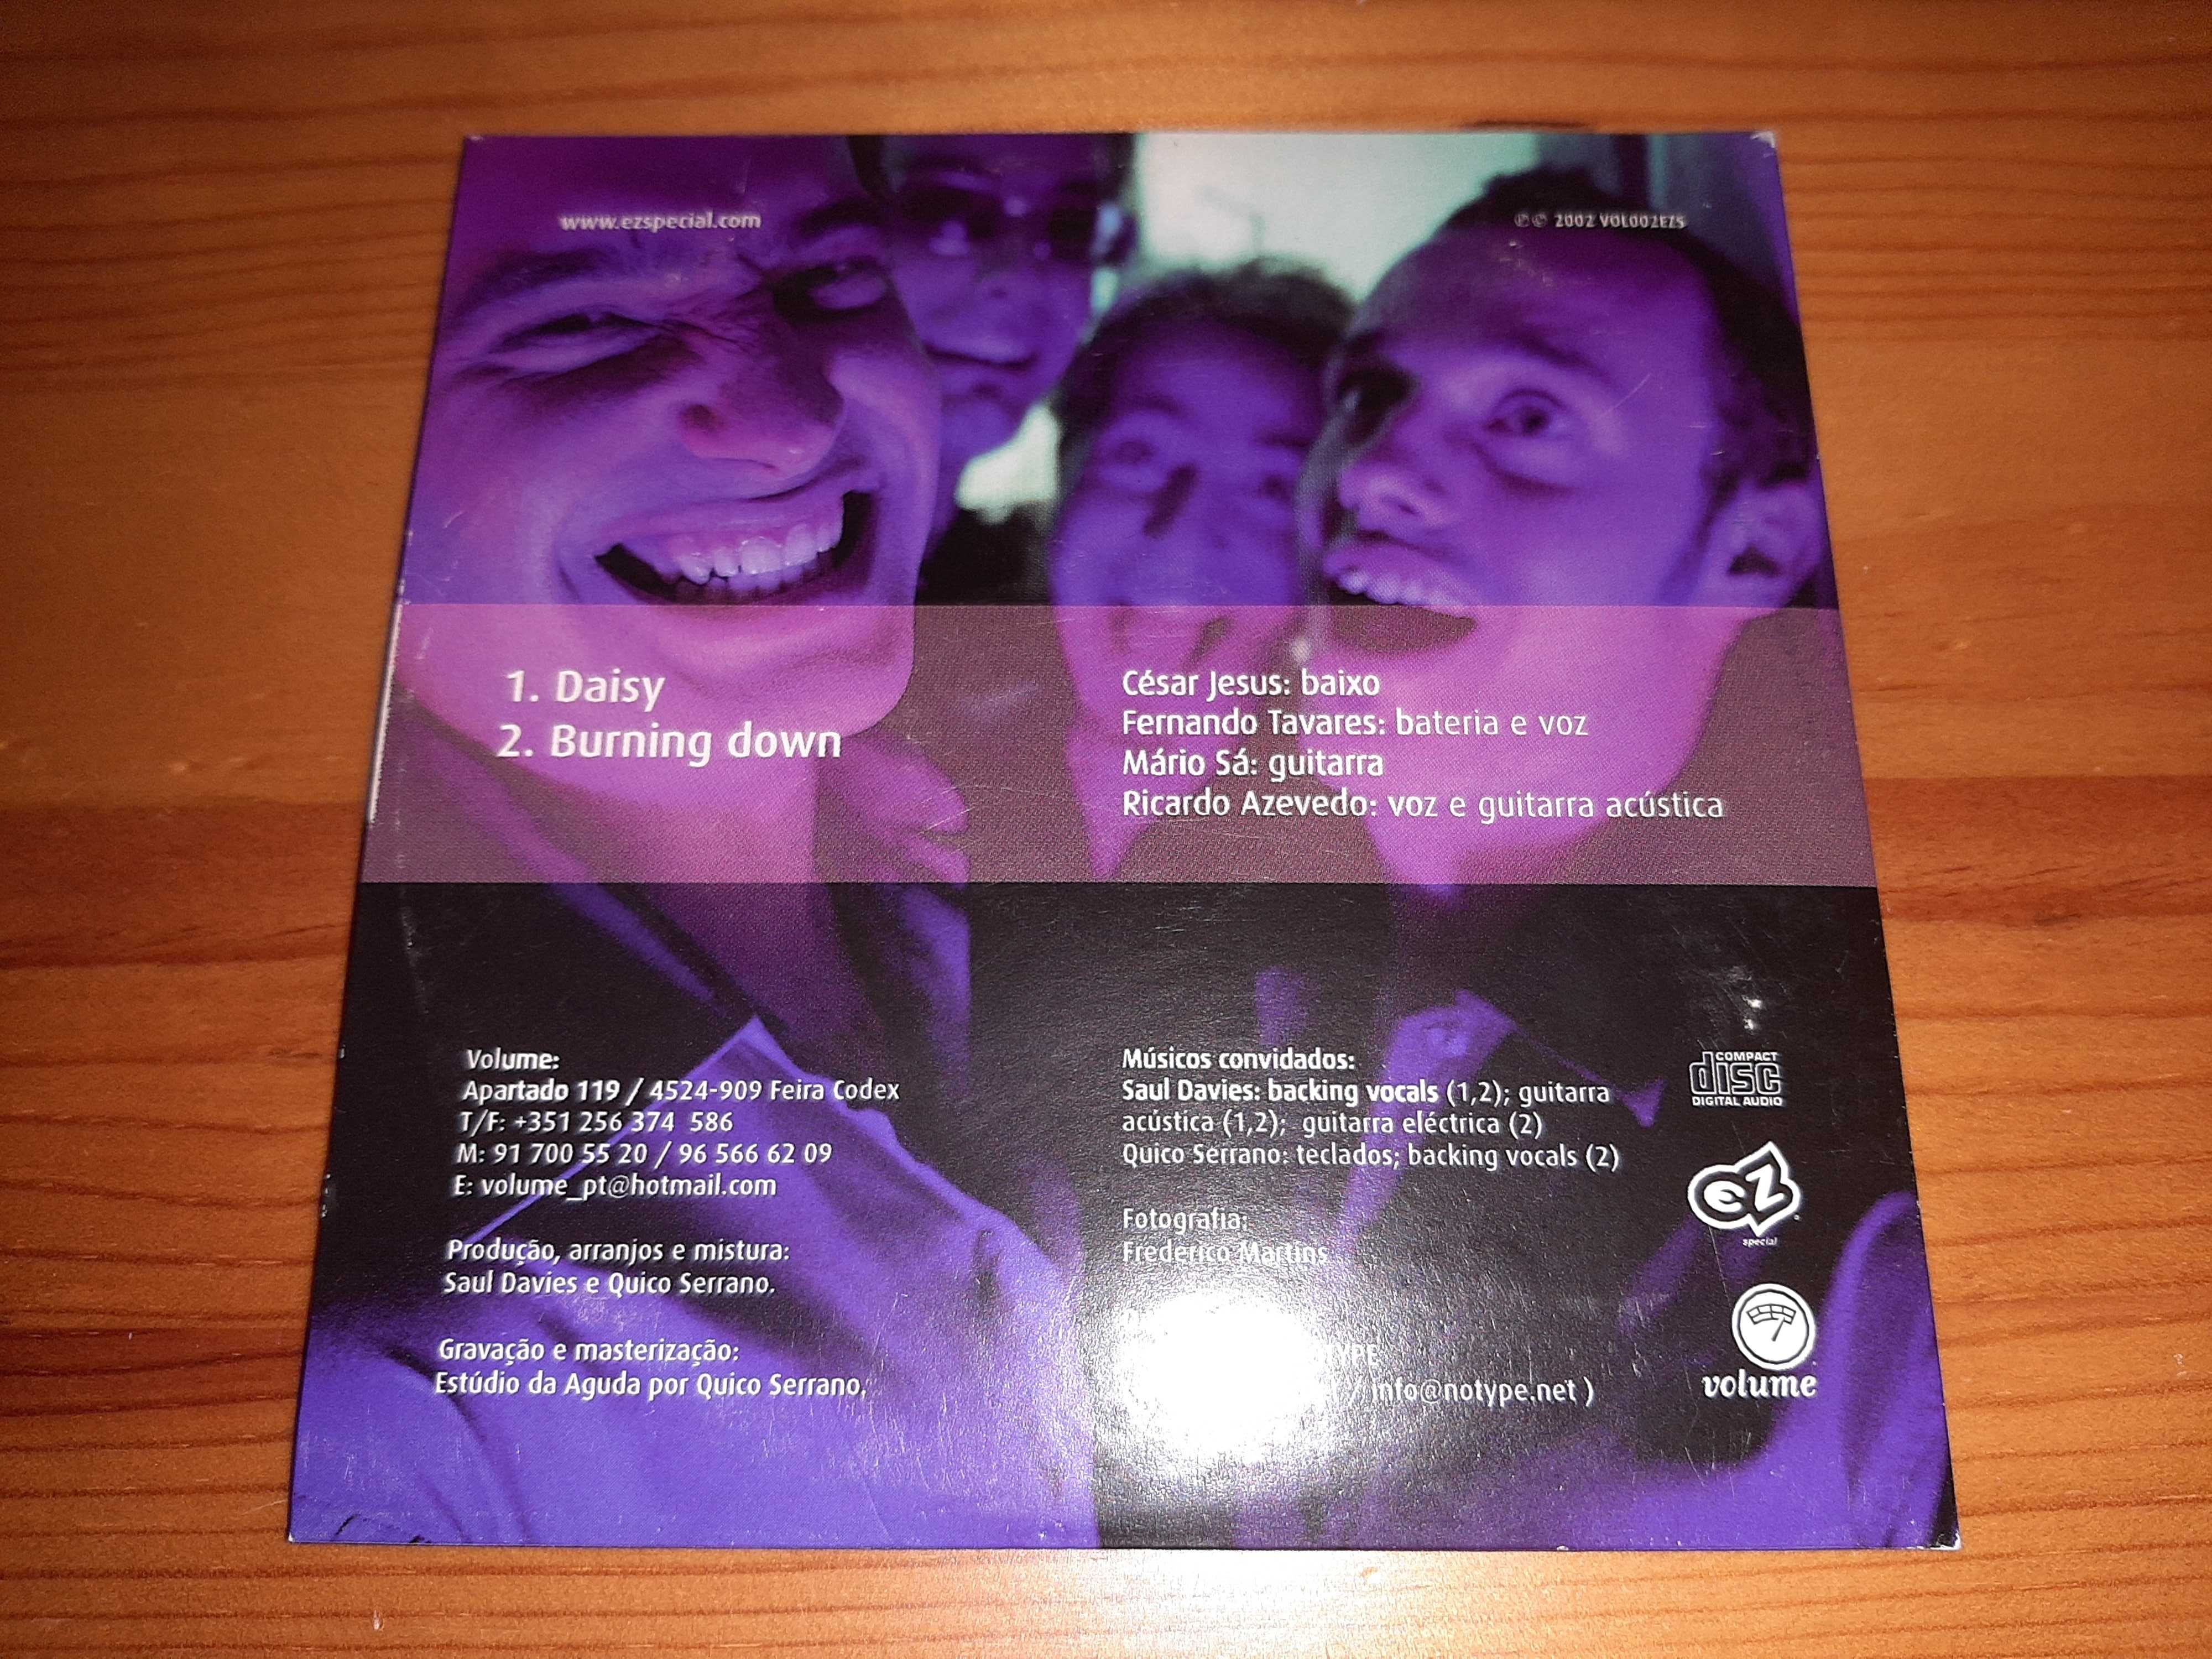 www.ezspecial.com
℗ © 2002 VOL002EZS
1. Daisy
2. Burning down
César Jesus: baixo
Fernando Tavares: bateria e voz
Mário Sá: guitarra
Ricardo Azevedo: voz e guitarra acústica
Volume:
Apartado 119 / 4524-909 Feira Codex
T/F: +351 256 374 586
M: 91 700 55 20 / 96 566 62 09
E: volume_pt@hotmail.com
Produção, arranjos e mistura:
Saul Davies e Quico Serrano.
Gravação e masterização:
Estúdio da Aguda por Quico Serrano.
Músicos convidados:
Saul Davies: backing vocals (1,2); guitarra
acústica (1,2); guitarra eléctrica (2)
Quico Serrano: teclados; backing vocals (2)
Fotografia:
Frederico Martins
/ info@notype.net )
COMPACT
disc
DIGITAL AUDIO
ez
special
volume